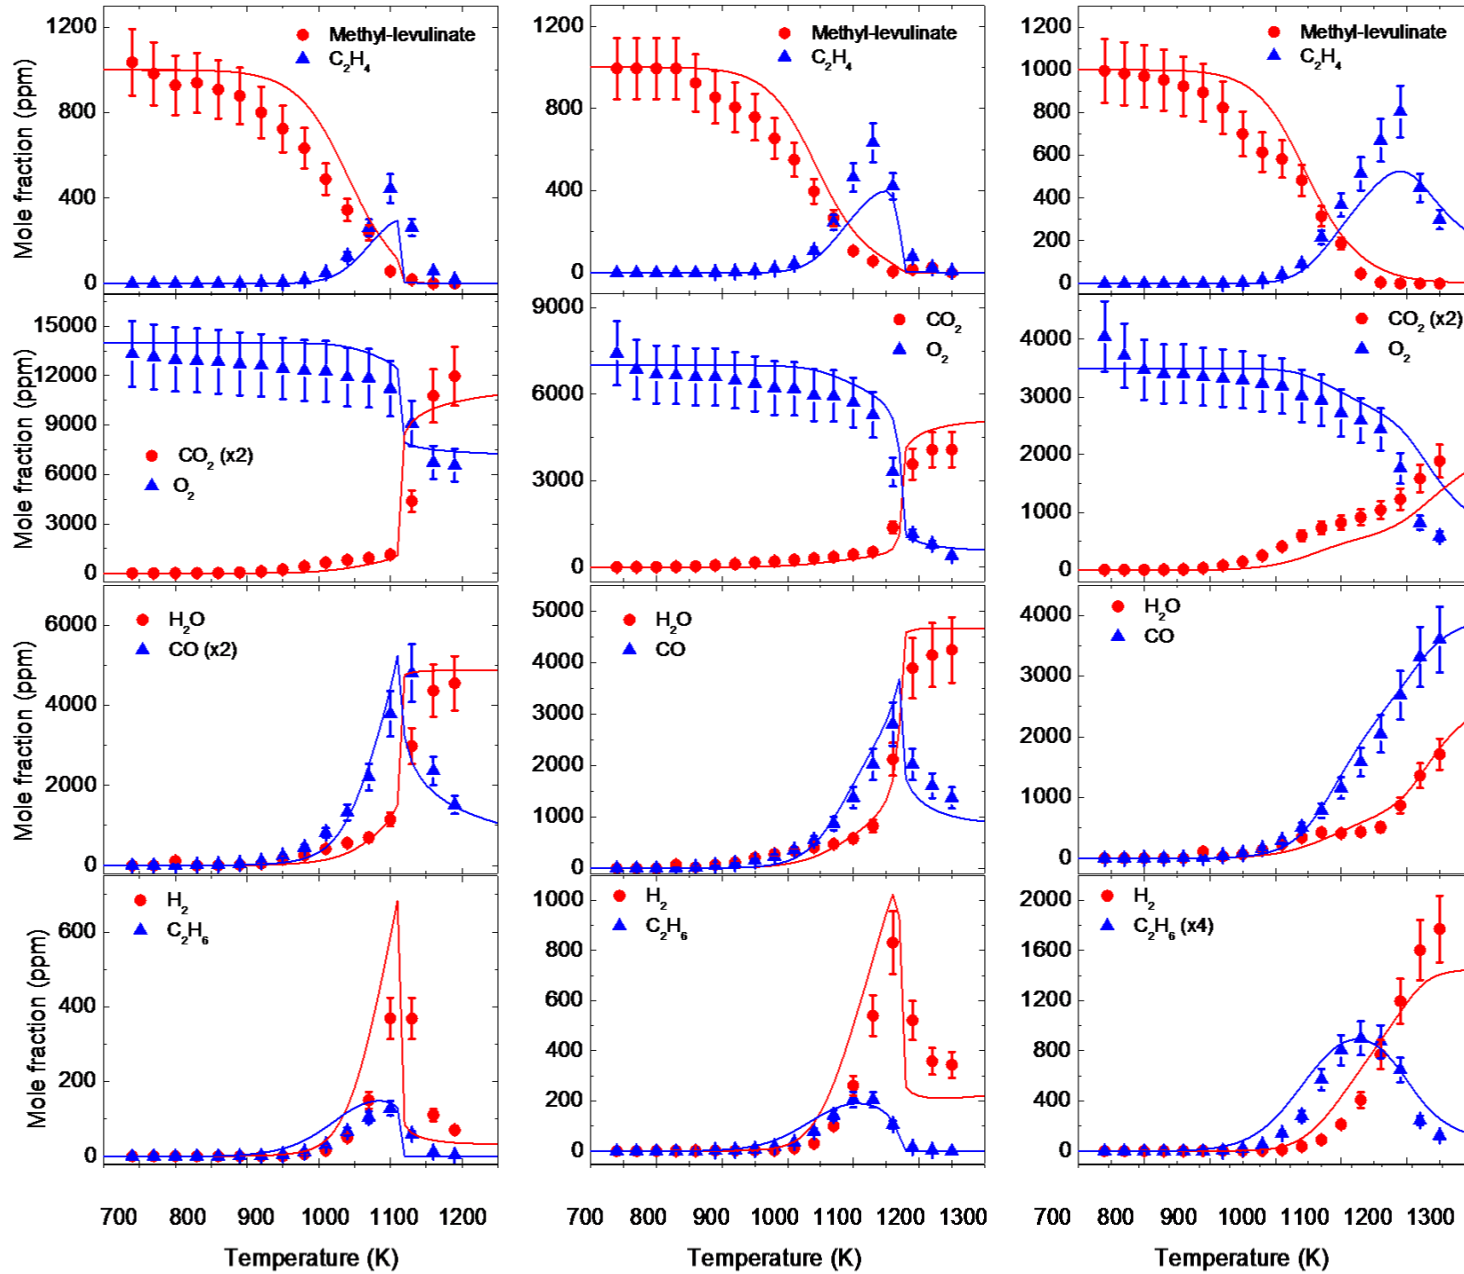 Mole fraction (ppm)
1200
800
400
0
Methyl-levulinate
C2H4
1200
800
400
0
Methyl-levulinate
C2H4
1200
1000
800
600
400
200
0
Methyl-levulinate
C2H4
Mole fraction (ppm)
15000
12000
9000
6000
3000
0
CO2 (x2)
O2
9000
6000
3000
0
CO2
O2
4000
3000
2000
1000
0
CO2 (x2)
O2
Mole fraction (ppm)
6000
4000
2000
0
H2O
CO (x2)
5000
4000
3000
2000
1000
0
H2O
CO
4000
3000
2000
1000
0
H2O
CO
Mole fraction (ppm)
600
400
200
0
H2
C2H6
1000
800
600
400
200
0
H2
C2H6
2000
1600
1200
800
400
0
H2
C2H6 (x4)
700 800 900 1000 1100 1200
Temperature (K)
700 800 900 1000 1100 1200 1300
Temperature (K)
700 800 900 1000 1100 1200 1300
Temperature (K)